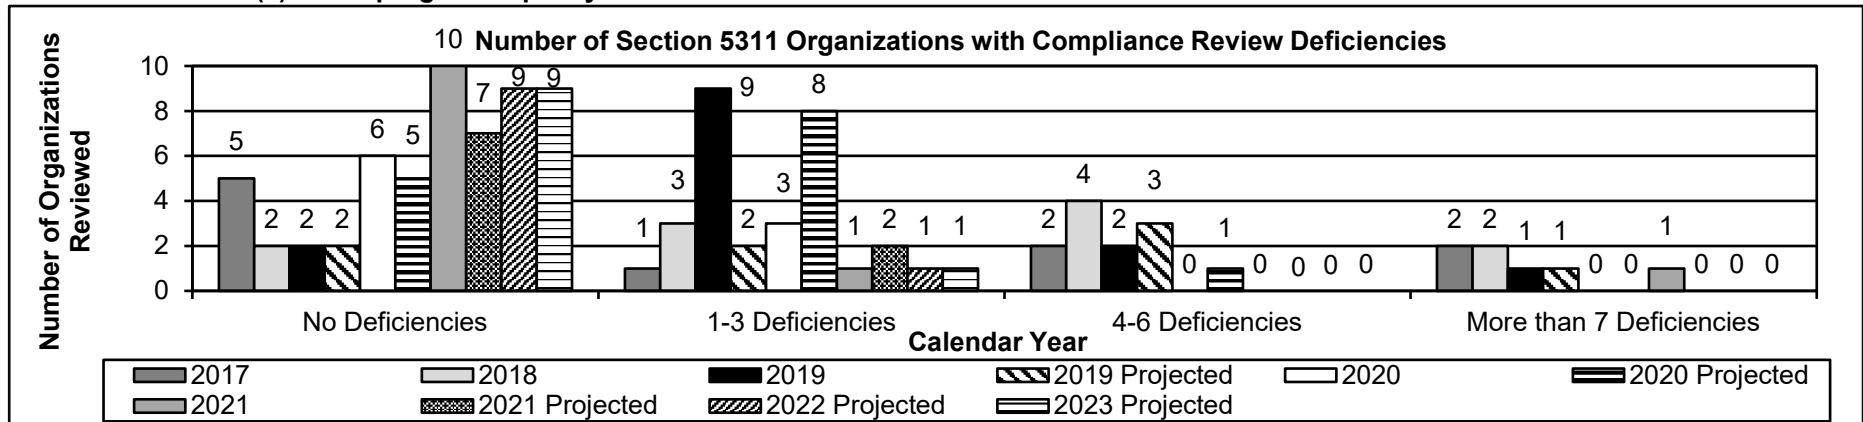 Number of Section 5311 Organizations with Compliance Review Deficiencies
Number of Organizations
Reviewed
10
8
6
4
2
0
5 2 2 2 6 5 10 7 9 9
1 3 9 2 3 8 1 2 1 1
2 4 2 3 0 1 0 0 0 0
2 2 1 1 0 0 1 0 0 0
No Deficiencies 1-3 Deficiencies 4-6 Deficiencies More than 7 Deficiencies
Calendar Year
2017 2018 2019 2019 Projected 2020 2020 Projected
2021 2021 Projected 2022 Projected 2023 Projected